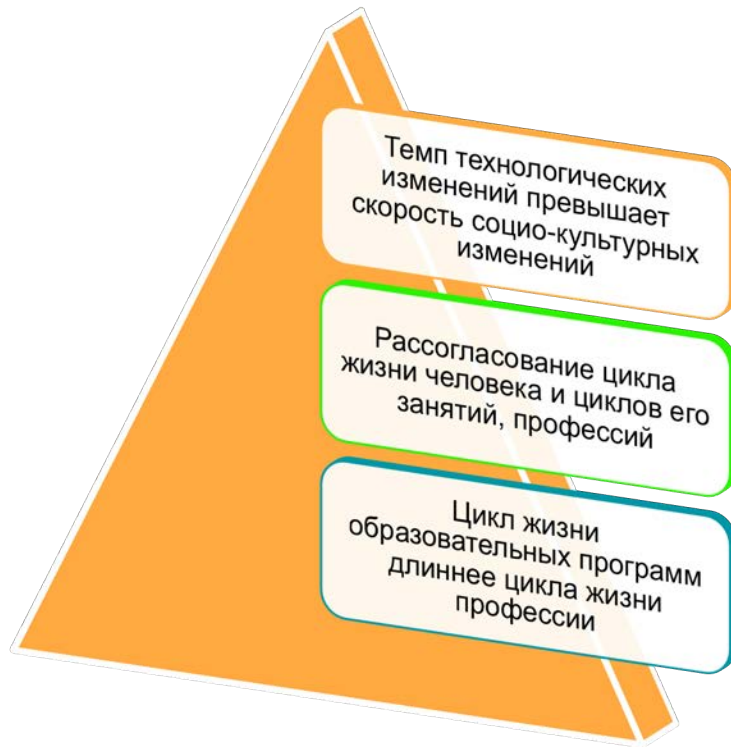 Темп технологических
изменений превышает
скорость социо-культурных
изменений
Рассогласование цикла
жизни человека и циклов его
занятий, профессий
Цикл жизни
образовательных программ
длиннее цикла жизни
профессии